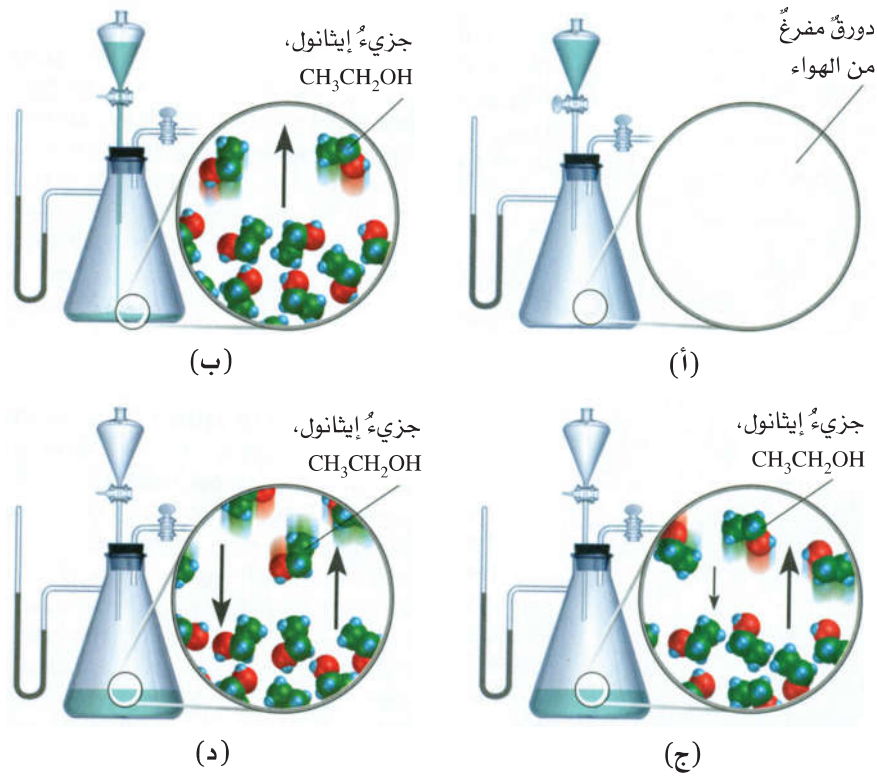 دورقٌ مفرغٌ
من الهواء
(أ)
جزيءُ إيثانول،
CH₃CH₂OH
(ب)
جزيءُ إيثانول،
CH₃CH₂OH
(ج)
جزيءُ إيثانول،
CH₃CH₂OH
(د)